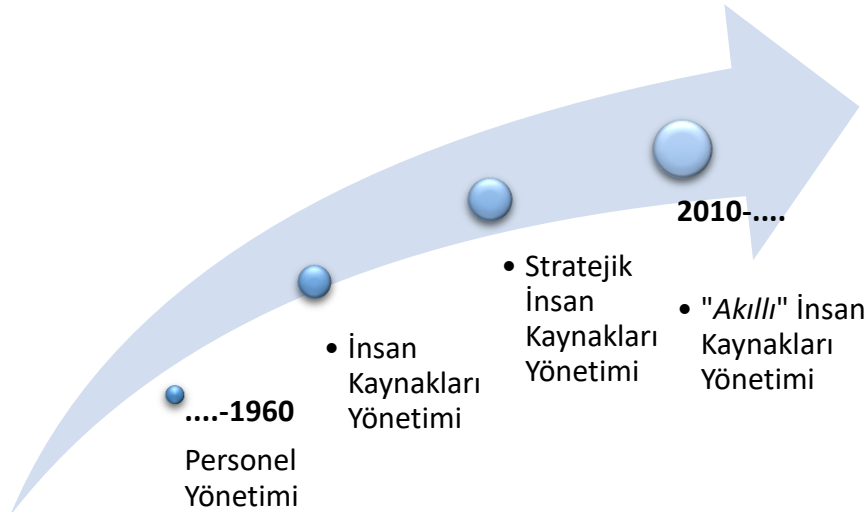 ....-1960
Personel
Yönetimi
• İnsan
Kaynakları
Yönetimi
• Stratejik
İnsan
Kaynakları
Yönetimi
2010-....
• "Akıllı" İnsan
Kaynakları
Yönetimi